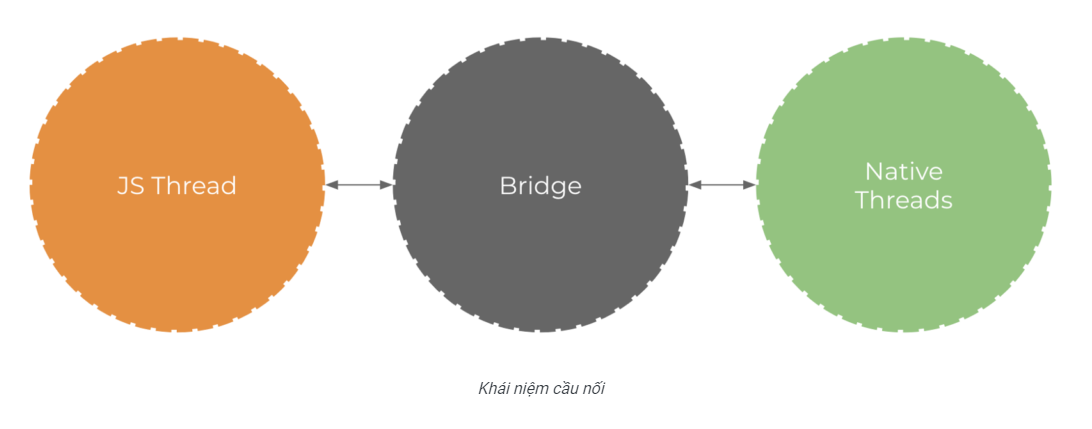 JS Thread
Bridge
Native
Threads
Khái niệm cầu nối